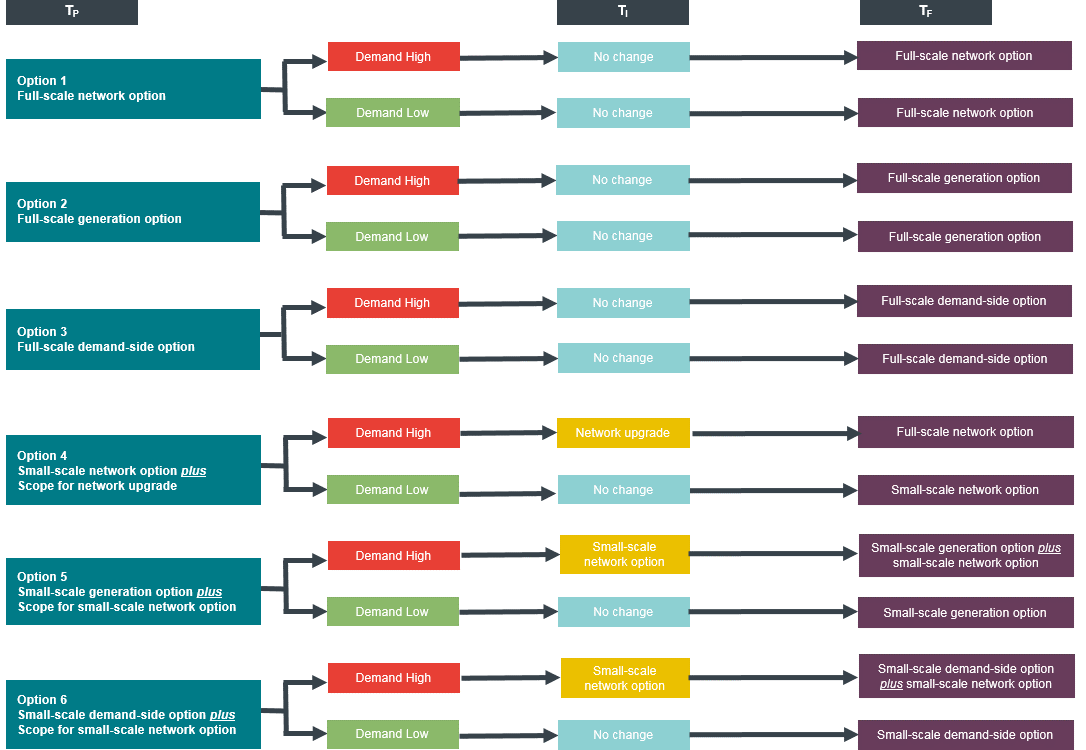 TP
TI
TF
Option 1
Full-scale network option
Demand High
No change
Full-scale network option
Demand Low
No change
Full-scale network option
Option 2
Full-scale generation option
Demand High
No change
Full-scale generation option
Demand Low
No change
Full-scale generation option
Option 3
Full-scale demand-side option
Demand High
No change
Full-scale demand-side option
Demand Low
No change
Full-scale demand-side option
Option 4
Small-scale network option plus
Scope for network upgrade
Demand High
Network upgrade
Full-scale network option
Demand Low
No change
Small-scale network option
Option 5
Small-scale generation option plus
Scope for small-scale network option
Demand High
Small-scale
network option
Small-scale generation option plus
small-scale network option
Demand Low
No change
Small-scale generation option
Option 6
Small-scale demand-side option plus
Scope for small-scale network option
Demand High
Small-scale
network option
Small-scale demand-side option
plus small-scale network option
Demand Low
No change
Small-scale demand-side option